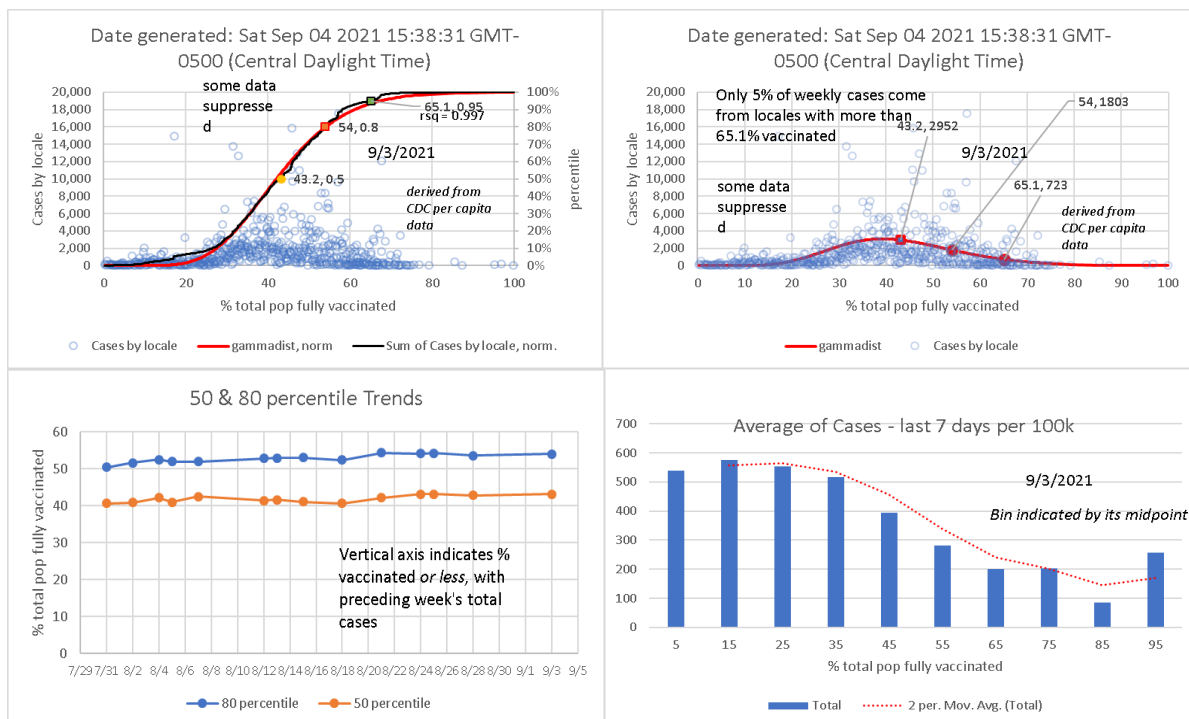 Date generated: Sat Sep 04 2021 15:38:31 GMT-
0500 (Central Daylight Time)
some data
suppresse
d
65.1, 0.95
rsq = 0.997
54, 0.8
9/3/2021
43.2, 0.5
derived from
CDC per capita
data
Cases by locale
20,000
18,000
16,000
14,000
12,000
10,000
8,000
6,000
4,000
2,000
0
100%
90%
80%
70%
60%
50%
40%
30%
20%
10%
0%
percentile
0 20 40 60 80 100
% total pop fully vaccinated
Cases by locale gammadist, norm Sum of Cases by locale, norm.
Date generated: Sat Sep 04 2021 15:38:31 GMT-
0500 (Central Daylight Time)
Only 5% of weekly cases come
from locales with more than
65.1% vaccinated
54, 1803
43.2, 2952
9/3/2021
65.1, 723
some data
suppresse
d
derived from
CDC per capita
data
Cases by locale
20,000
18,000
16,000
14,000
12,000
10,000
8,000
6,000
4,000
2,000
0
0 10 20 30 40 50 60 70 80 90 100
% total pop fully vaccinated
gammadist Cases by locale
50 & 80 percentile Trends
% total pop fully vaccinated
60
50
40
30
20
10
0
Vertical axis indicates %
vaccinated or less, with
preceding week's total
cases
7/29 7/31 8/2 8/4 8/6 8/8 8/10 8/12 8/14 8/16 8/18 8/20 8/22 8/24 8/26 8/28 8/30 9/1 9/3 9/5
80 percentile 50 percentile
Average of Cases - last 7 days per 100k
9/3/2021
Bin indicated by its midpoint
700
600
500
400
300
200
100
0
5 15 25 35 45 55 65 75 85 95
% total pop fully vaccinated
Total 2 per. Mov. Avg. (Total)